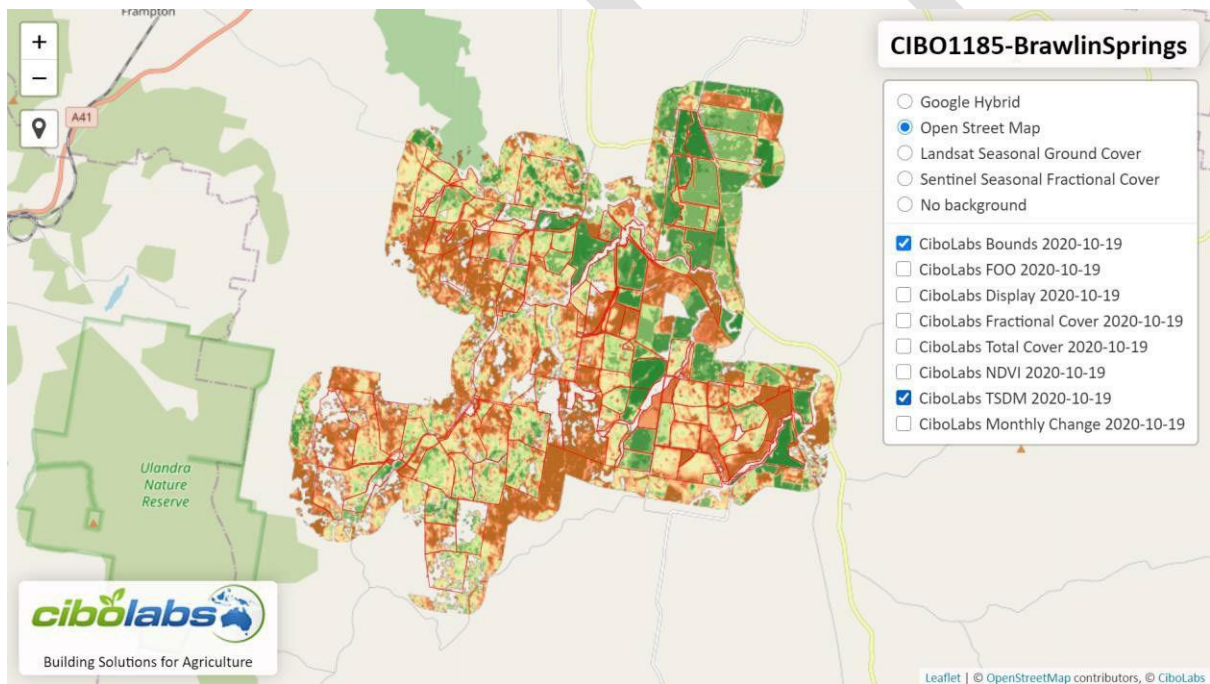 Frampton
+
−
A41
Ulandra
Nature
Reserve
CIBO1185-BrawlinSprings
Google Hybrid
Open Street Map
Landsat Seasonal Ground Cover
Sentinel Seasonal Fractional Cover
No background
CiboLabs Bounds 2020-10-19
CiboLabs FOO 2020-10-19
CiboLabs Display 2020-10-19
CiboLabs Fractional Cover 2020-10-19
CiboLabs Total Cover 2020-10-19
CiboLabs NDVI 2020-10-19
CiboLabs TSDM 2020-10-19
CiboLabs Monthly Change 2020-10-19
cibolabs
Building Solutions for Agriculture
Leaflet | © OpenStreetMap contributors, © CiboLabs